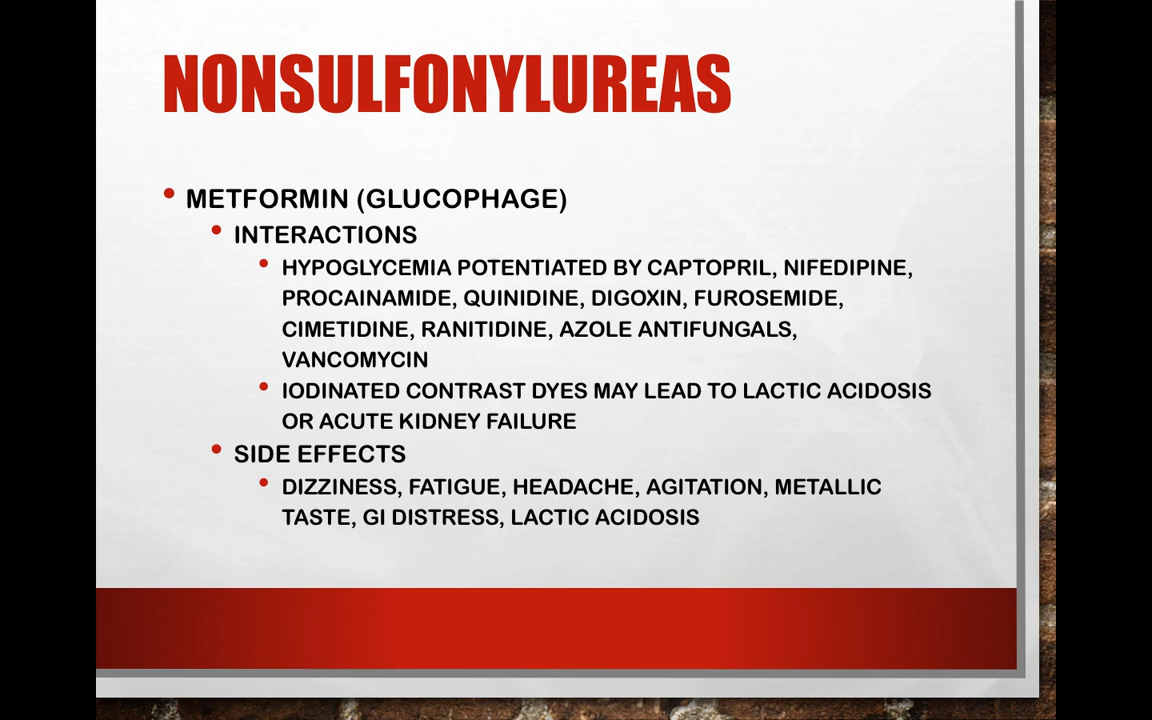 NONSULFONYLUREAS
• METFORMIN (GLUCOPHAGE)
• INTERACTIONS
• HYPOGLYCEMIA POTENTIATED BY CAPTOPRIL, NIFEDIPINE,
PROCAINAMIDE, QUINIDINE, DIGOXIN, FUROSEMIDE,
CIMETIDINE, RANITIDINE, AZOLE ANTIFUNGALS,
VANCOMYCIN
• IODINATED CONTRAST DYES MAY LEAD TO LACTIC ACIDOSIS
OR ACUTE KIDNEY FAILURE
• SIDE EFFECTS
• DIZZINESS, FATIGUE, HEADACHE, AGITATION, METALLIC
TASTE, GI DISTRESS, LACTIC ACIDOSIS